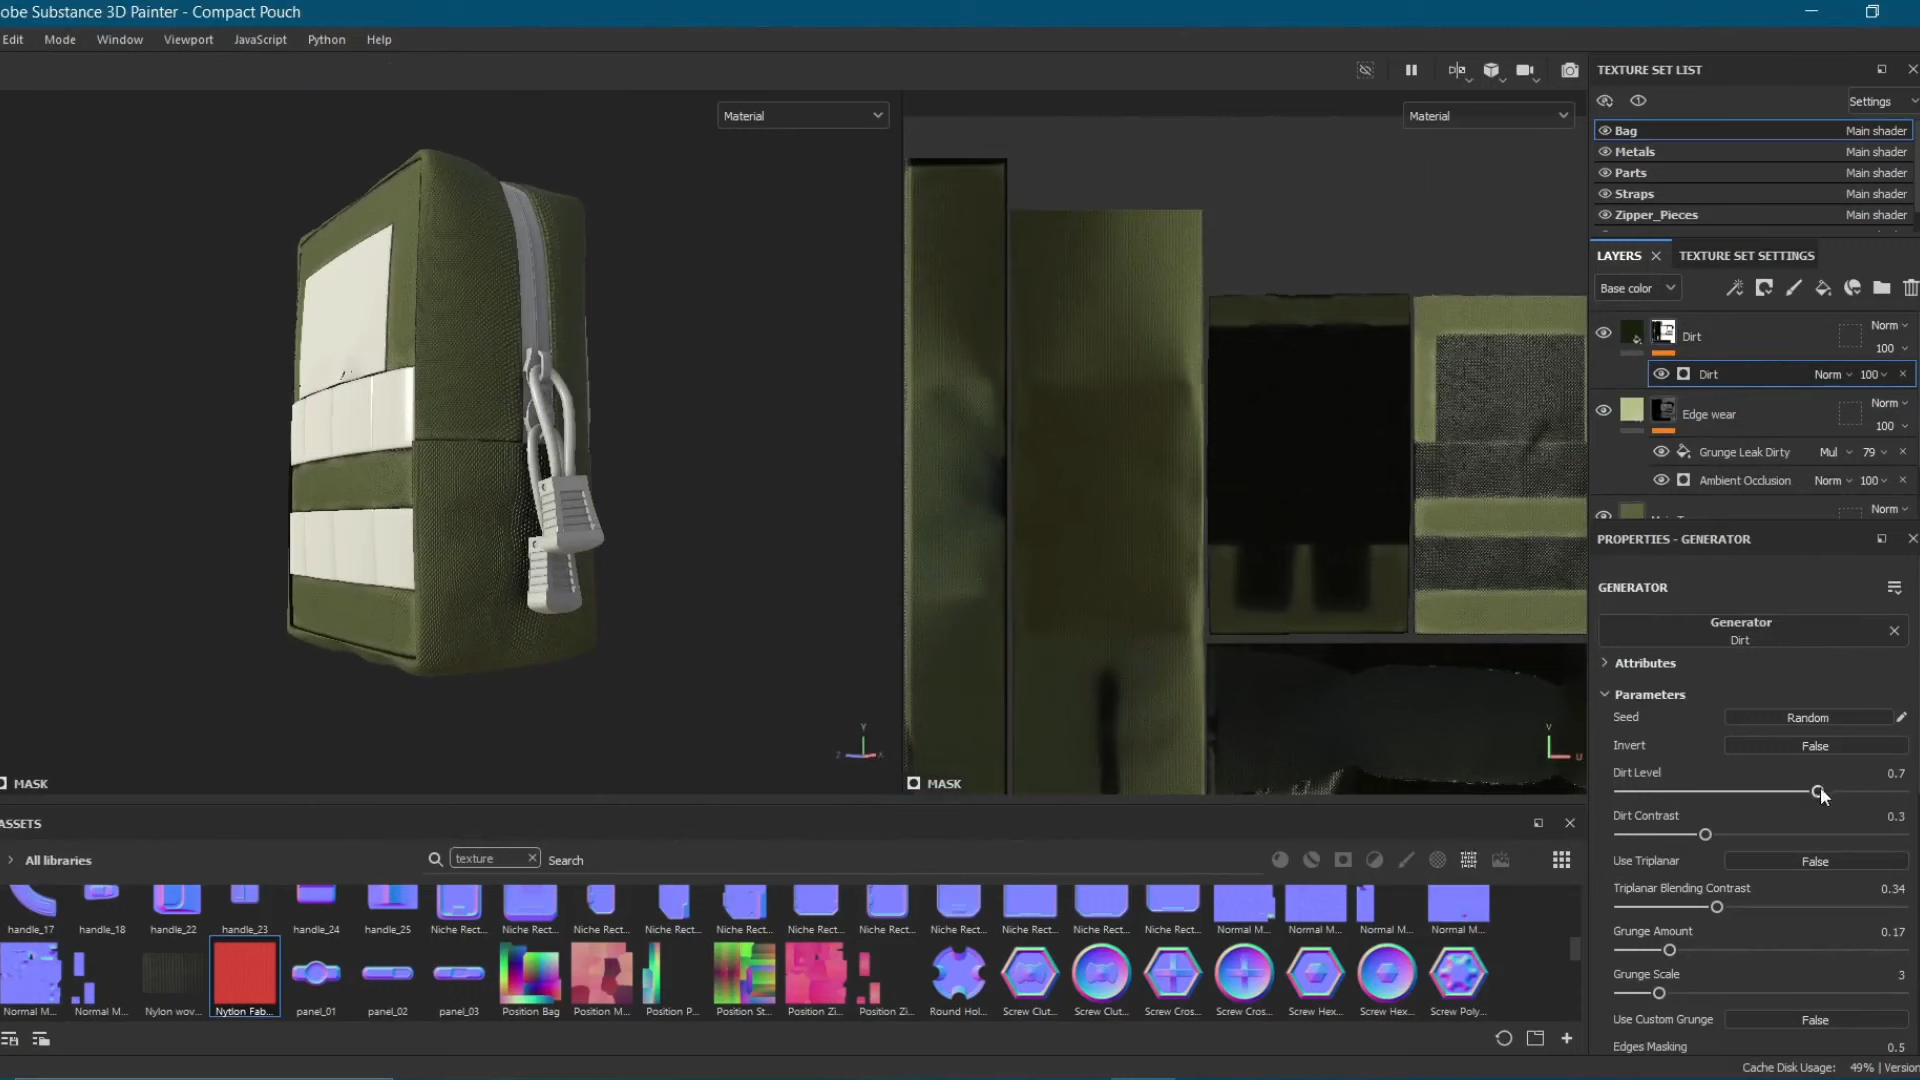 obe Substance 3D Painter - Compact Pouch
Edit Mode Window Viewport JavaScript Python Help
Material
Material
TEXTURE SET LIST
Settings
Bag Main shader
Metals Main shader
Parts Main shader
Straps Main shader
Zipper_Pieces Main shader
LAYERS TEXTURE SET SETTINGS
Base color
Dirt Norm 100
Dirt Norm 100
Edge wear Norm 100
Grunge Leak Dirty Mul 79
Ambient Occlusion Norm 100
Norm
PROPERTIES - GENERATOR
GENERATOR
Generator
Dirt
Attributes
Parameters
Seed Random
Invert False
Dirt Level 0.7
Dirt Contrast 0.3
Use Triplanar False
Triplanar Blending Contrast 0.34
Grunge Amount 0.17
Grunge Scale 3
Use Custom Grunge False
Edges Masking 0.5
Y
Z
V
U
MASK
MASK
ASSETS
All libraries
texture
Search
handle_17 handle_18 handle_22 handle_23 handle_24 handle_25 Niche Rect... Niche Rect... Niche Rect... Niche Rect... Niche Rect... Niche Rect... Niche Rect... Niche Rect... Niche Rect... Niche Rect... Niche Rect... Normal M... Normal M... Normal M... Normal M...
Normal M... Normal M... Nylon wov... Nytlon Fab... panel_01 panel_02 panel_03 Position Bag Position M... Position P... Position St... Position Zi... Position Zi... Round Hol... Screw Clut... Screw Clut... Screw Cros... Screw Cros... Screw Hex... Screw Hex... Screw Poly...
Cache Disk Usage: 49% | Version